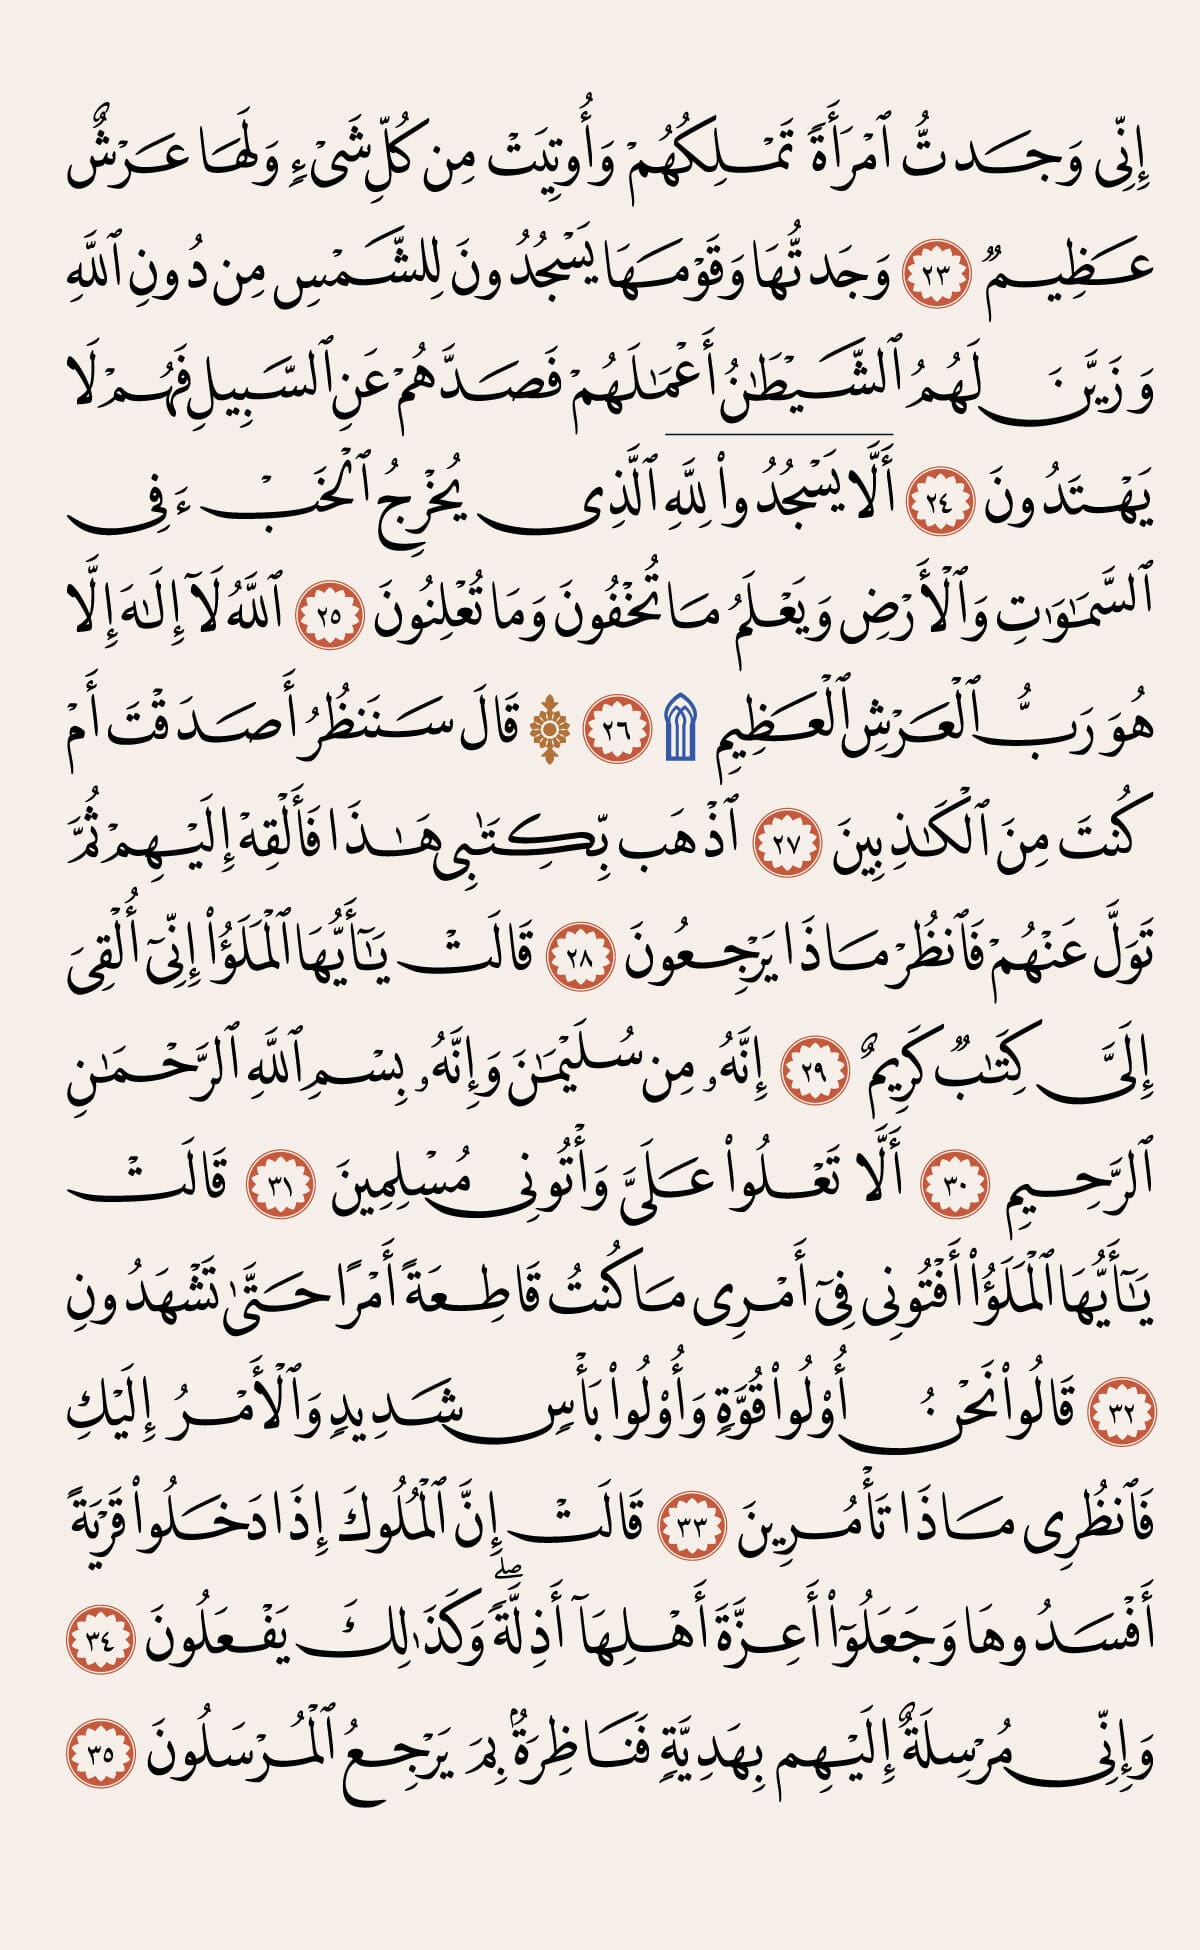 إِنِّى وَجَدتُّ ٱمْرَأَةً تَمْلِكُهُمْ وَأُوتِيَتْ مِن كُلِّ شَىْءٍ وَلَهَا عَرْشٌ
عَظِيمٌ ٢٣ وَجَدتُّهَا وَقَوْمَهَا يَسْجُدُونَ لِلشَّمْسِ مِن دُونِ ٱللَّهِ
وَزَيَّنَ لَهُمُ ٱلشَّيْطَٰنُ أَعْمَٰلَهُمْ فَصَدَّهُمْ عَنِ ٱلسَّبِيلِ فَهُمْ لَا
يَهْتَدُونَ ٢٤ أَلَّا يَسْجُدُوا۟ لِلَّهِ ٱلَّذِى يُخْرِجُ ٱلْخَبْءَ فِى
ٱلسَّمَٰوَٰتِ وَٱلْأَرْضِ وَيَعْلَمُ مَا تُخْفُونَ وَمَا تُعْلِنُونَ ٢٥ ٱللَّهُ لَآ إِلَٰهَ إِلَّا
هُوَ رَبُّ ٱلْعَرْشِ ٱلْعَظِيمِ ۩ ٢٦ ۞ قَالَ سَنَنظُرُ أَصَدَقْتَ أَمْ
كُنتَ مِنَ ٱلْكَٰذِبِينَ ٢٧ ٱذْهَب بِّكِتَٰبِى هَٰذَا فَأَلْقِهْ إِلَيْهِمْ ثُمَّ
تَوَلَّ عَنْهُمْ فَٱنظُرْ مَاذَا يَرْجِعُونَ ٢٨ قَالَتْ يَٰٓأَيُّهَا ٱلْمَلَؤُا۟ إِنِّىٓ أُلْقِىَ
إِلَىَّ كِتَٰبٌ كَرِيمٌ ٢٩ إِنَّهُۥ مِن سُلَيْمَٰنَ وَإِنَّهُۥ بِسْمِ ٱللَّهِ ٱلرَّحْمَٰنِ
ٱلرَّحِيمِ ٣٠ أَلَّا تَعْلُوا۟ عَلَىَّ وَأْتُونِى مُسْلِمِينَ ٣١ قَالَتْ
يَٰٓأَيُّهَا ٱلْمَلَؤُا۟ أَفْتُونِى فِىٓ أَمْرِى مَا كُنتُ قَاطِعَةً أَمْرًا حَتَّىٰ تَشْهَدُونِ
٣٢ قَالُوا۟ نَحْنُ أُو۟لُوا۟ قُوَّةٍ وَأُو۟لُوا۟ بَأْسٍ شَدِيدٍ وَٱلْأَمْرُ إِلَيْكِ
فَٱنظُرِى مَاذَا تَأْمُرِينَ ٣٣ قَالَتْ إِنَّ ٱلْمُلُوكَ إِذَا دَخَلُوا۟ قَرْيَةً
أَفْسَدُوهَا وَجَعَلُوٓا۟ أَعِزَّةَ أَهْلِهَآ أَذِلَّةً ۖ وَكَذَٰلِكَ يَفْعَلُونَ ٣٤
وَإِنِّى مُرْسِلَةٌ إِلَيْهِم بِهَدِيَّةٍ فَنَاظِرَةٌۢ بِمَ يَرْجِعُ ٱلْمُرْسَلُونَ ٣٥